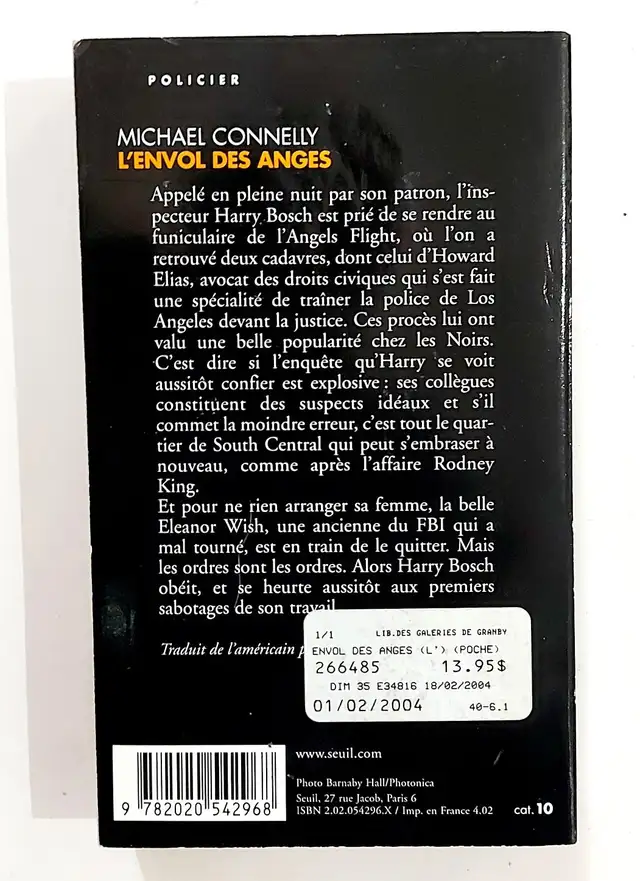 POLICIER
MICHAEL CONNELLY
L'ENVOL DES ANGES
Appelé en pleine nuit par son patron, l'ins-
pecteur Harry Bosch est prié de se rendre au
funiculaire de l'Angels Flight, où l'on a
retrouvé deux cadavres, dont celui d'Howard
Elias, avocat des droits civiques qui s'est fait
une spécialité de traîner la police de Los
Angeles devant la justice. Ces procès lui ont
valu une belle popularité chez les Noirs.
C'est dire si l'enquête qu'Harry se voit
aussitôt confier est explosive : ses collègues
constituent des suspects idéaux et s'il
commet la moindre erreur, c'est tout le quar-
tier de South Central qui peut s'embraser à
nouveau, comme après l'affaire Rodney
King.
Et pour ne rien arranger sa femme, la belle
Eleanor Wish, une ancienne du FBI qui a
mal tourné, est en train de le quitter. Mais
les ordres sont les ordres. Alors Harry Bosch
obéit, et se heurte aussitôt aux premiers
sabotages de son travail
Traduit de l'américain
1/1 LIB.DES GALERIES DE GRANBY
ENVOL DES ANGES (L') (POCHE)
266485 13.95$
DIM 35 E34816 18/02/2004
01/02/2004 40-6.1
www.seuil.com
Photo Barnaby Hall/Photonica
Seuil, 27 rue Jacob, Paris 6
ISBN 2.02.054296.X / Imp. en France 4.02
cat.10
9 782020 542968